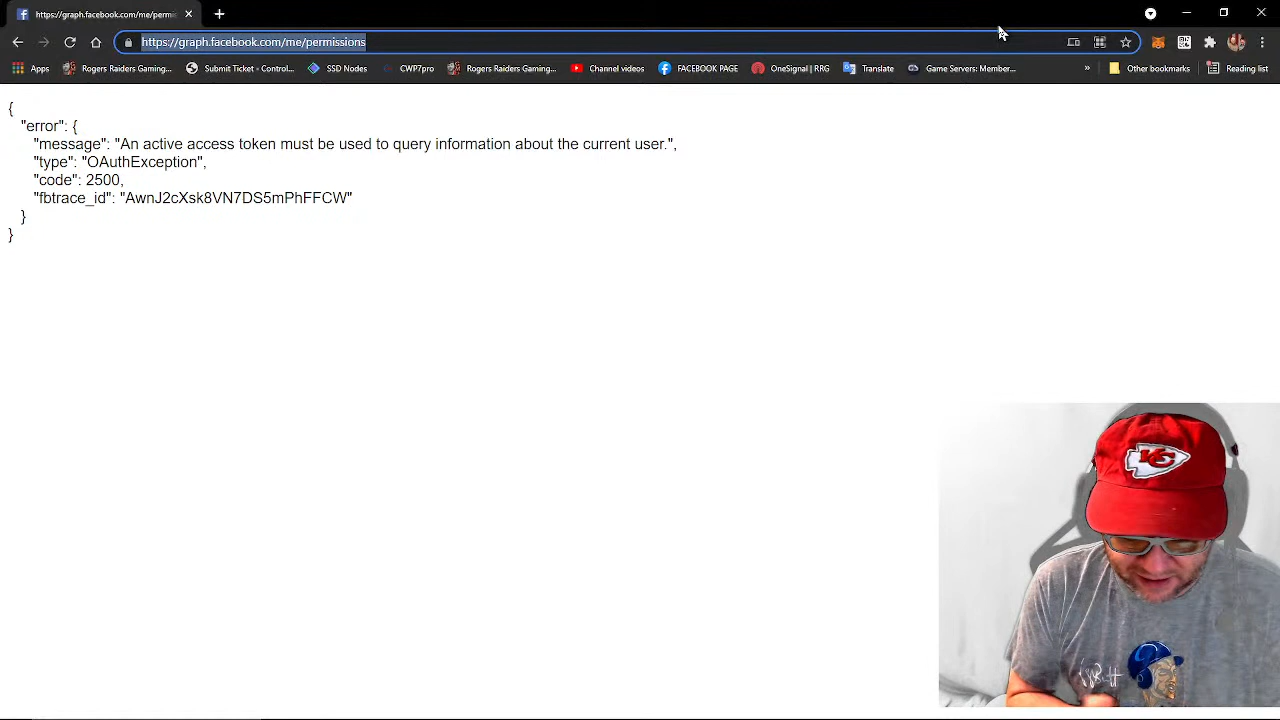 https://graph.facebook.com/me/perm
https://graph.facebook.com/me/permissions
Apps
Rogers Raiders Gaming...
Submit Ticket - Control...
SSD Nodes
CWP7pro
Rogers Raiders Gaming...
Channel videos
FACEBOOK PAGE
OneSignal | RRG
Translate
Game Servers: Member...
»
Other bookmarks
Reading list
{
"error": {
"message": "An active access token must be used to query information about the current user.",
"type": "OAuthException",
"code": 2500,
"fbtrace_id": "AwnJ2cXsk8VN7DS5mPhFFCW"
}
}
KC